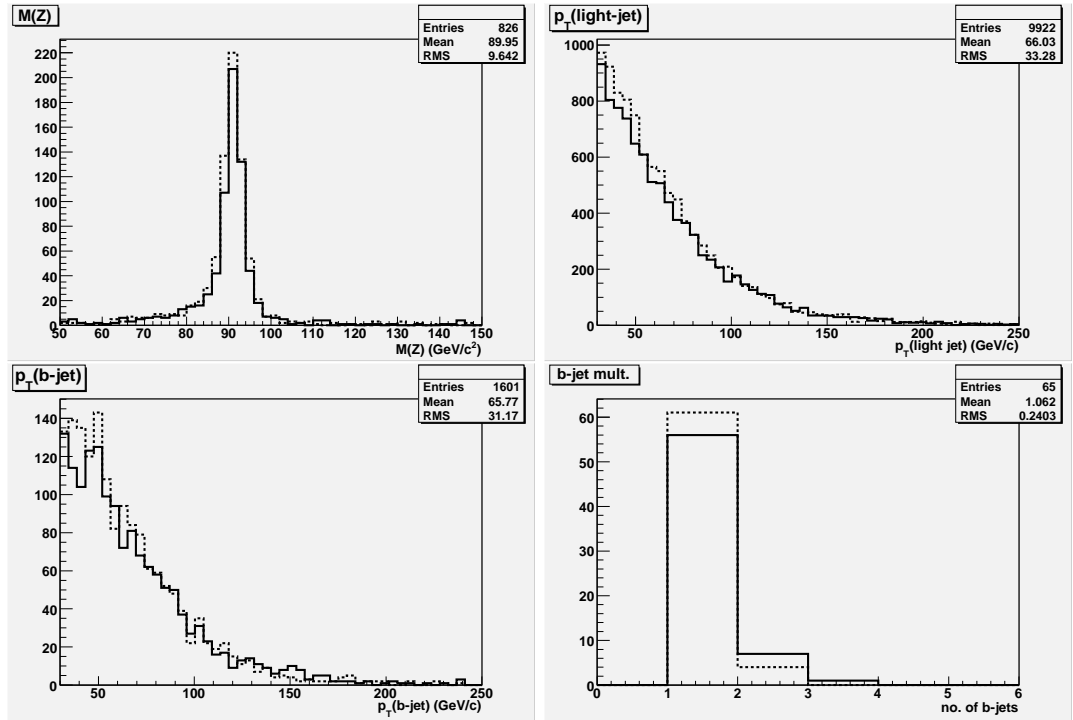 M(Z)
Entries 826
Mean 89.95
RMS 9.642
220
200
180
160
140
120
100
80
60
40
20
0
50 60 70 80 90 100 110 120 130 140 150
M(Z) (GeV/c²)
p_T(light-jet)
Entries 9922
Mean 66.03
RMS 33.28
1000
800
600
400
200
0
50 100 150 200 250
p_T(light jet) (GeV/c)
p_T(b-jet)
Entries 1601
Mean 65.77
RMS 31.17
140
120
100
80
60
40
20
0
50 100 150 200 250
p_T(b-jet) (GeV/c)
b-jet mult.
Entries 65
Mean 1.062
RMS 0.2403
60
50
40
30
20
10
0
0 1 2 3 4 5 6
no. of b-jets